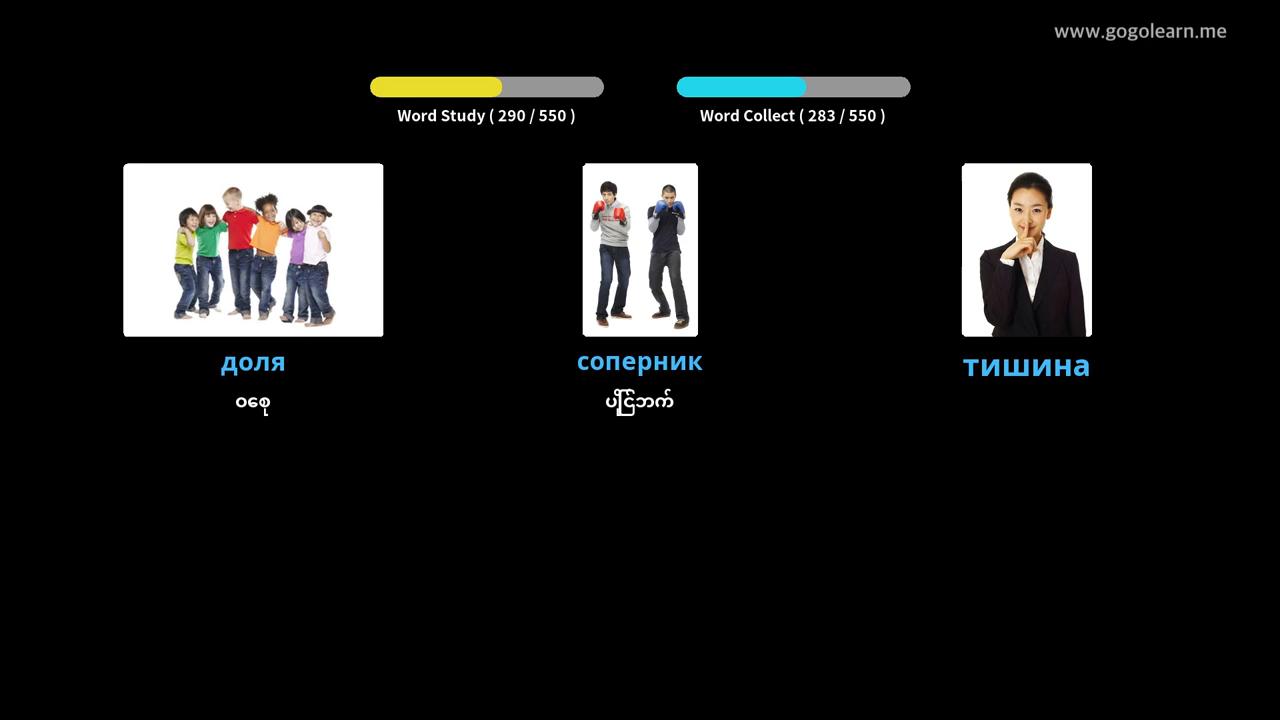 www.gogolearn.me
Word Study ( 290 / 550 )
Word Collect ( 283 / 550 )
доля
соперник
тишина
ဝေစု
ပြိုင်ဘက်